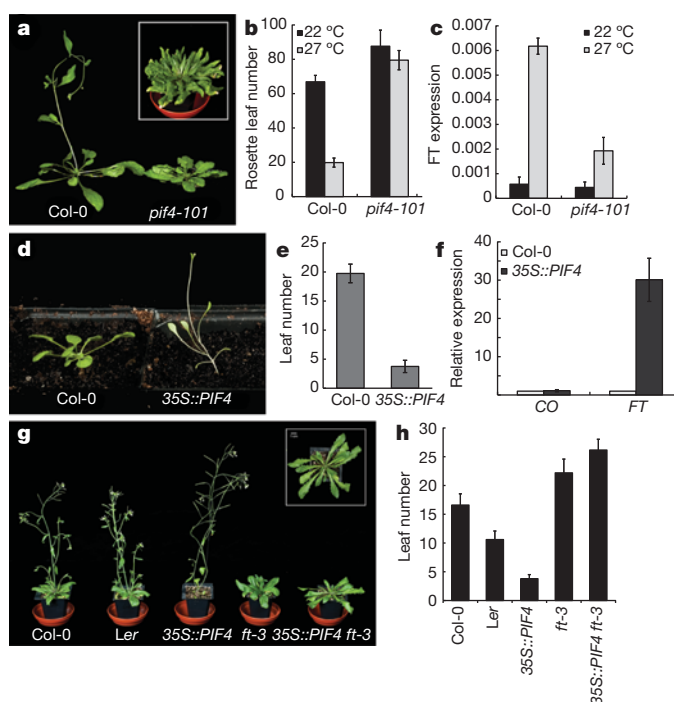 a
Col-0
pif4-101
b
22 ºC
27 ºC
Rosette leaf number
100
80
60
40
20
0
Col-0
pif4-101
c
22 ºC
27 ºC
FT expression
0.007
0.006
0.005
0.004
0.003
0.002
0.001
0
Col-0
pif4-101
d
Col-0
35S::PIF4
e
Leaf number
20
15
10
5
0
Col-0
35S::PIF4
f
Col-0
35S::PIF4
Relative expression
40
30
20
10
0
CO
FT
g
Col-0
Ler
35S::PIF4
ft-3
35S::PIF4 ft-3
h
Leaf number
30
25
20
15
10
5
0
Col-0
Ler
35S::PIF4
ft-3
35S::PIF4 ft-3